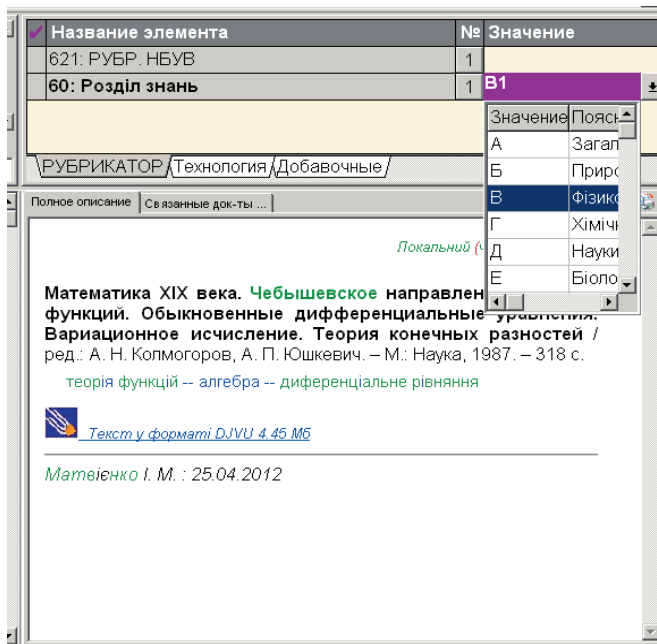 Название элемента № Значение
621: РУБР. НБУВ 1
60: Розділ знань 1 В1
Значение Поясн
А Загал
Б Приро
В Фізико
Г Хімічн
Д Науки
Е Біоло
РУБРИКАТОР Технология Добавочные
Полное описание Связанные док-ты ...
Локальний (
Математика XIX века. Чебышевское направлен
функций. Обыкновенные дифференциальные уравнения.
Вариационное исчисление. Теория конечных разностей /
ред.: А. Н. Колмогоров, А. П. Юшкевич. – М.: Наука, 1987. – 318 с.
теорія функцій -- алгебра -- диференціальне рівняння
Текст у форматі DJVU 4.45 Мб
Матвієнко І. М. : 25.04.2012